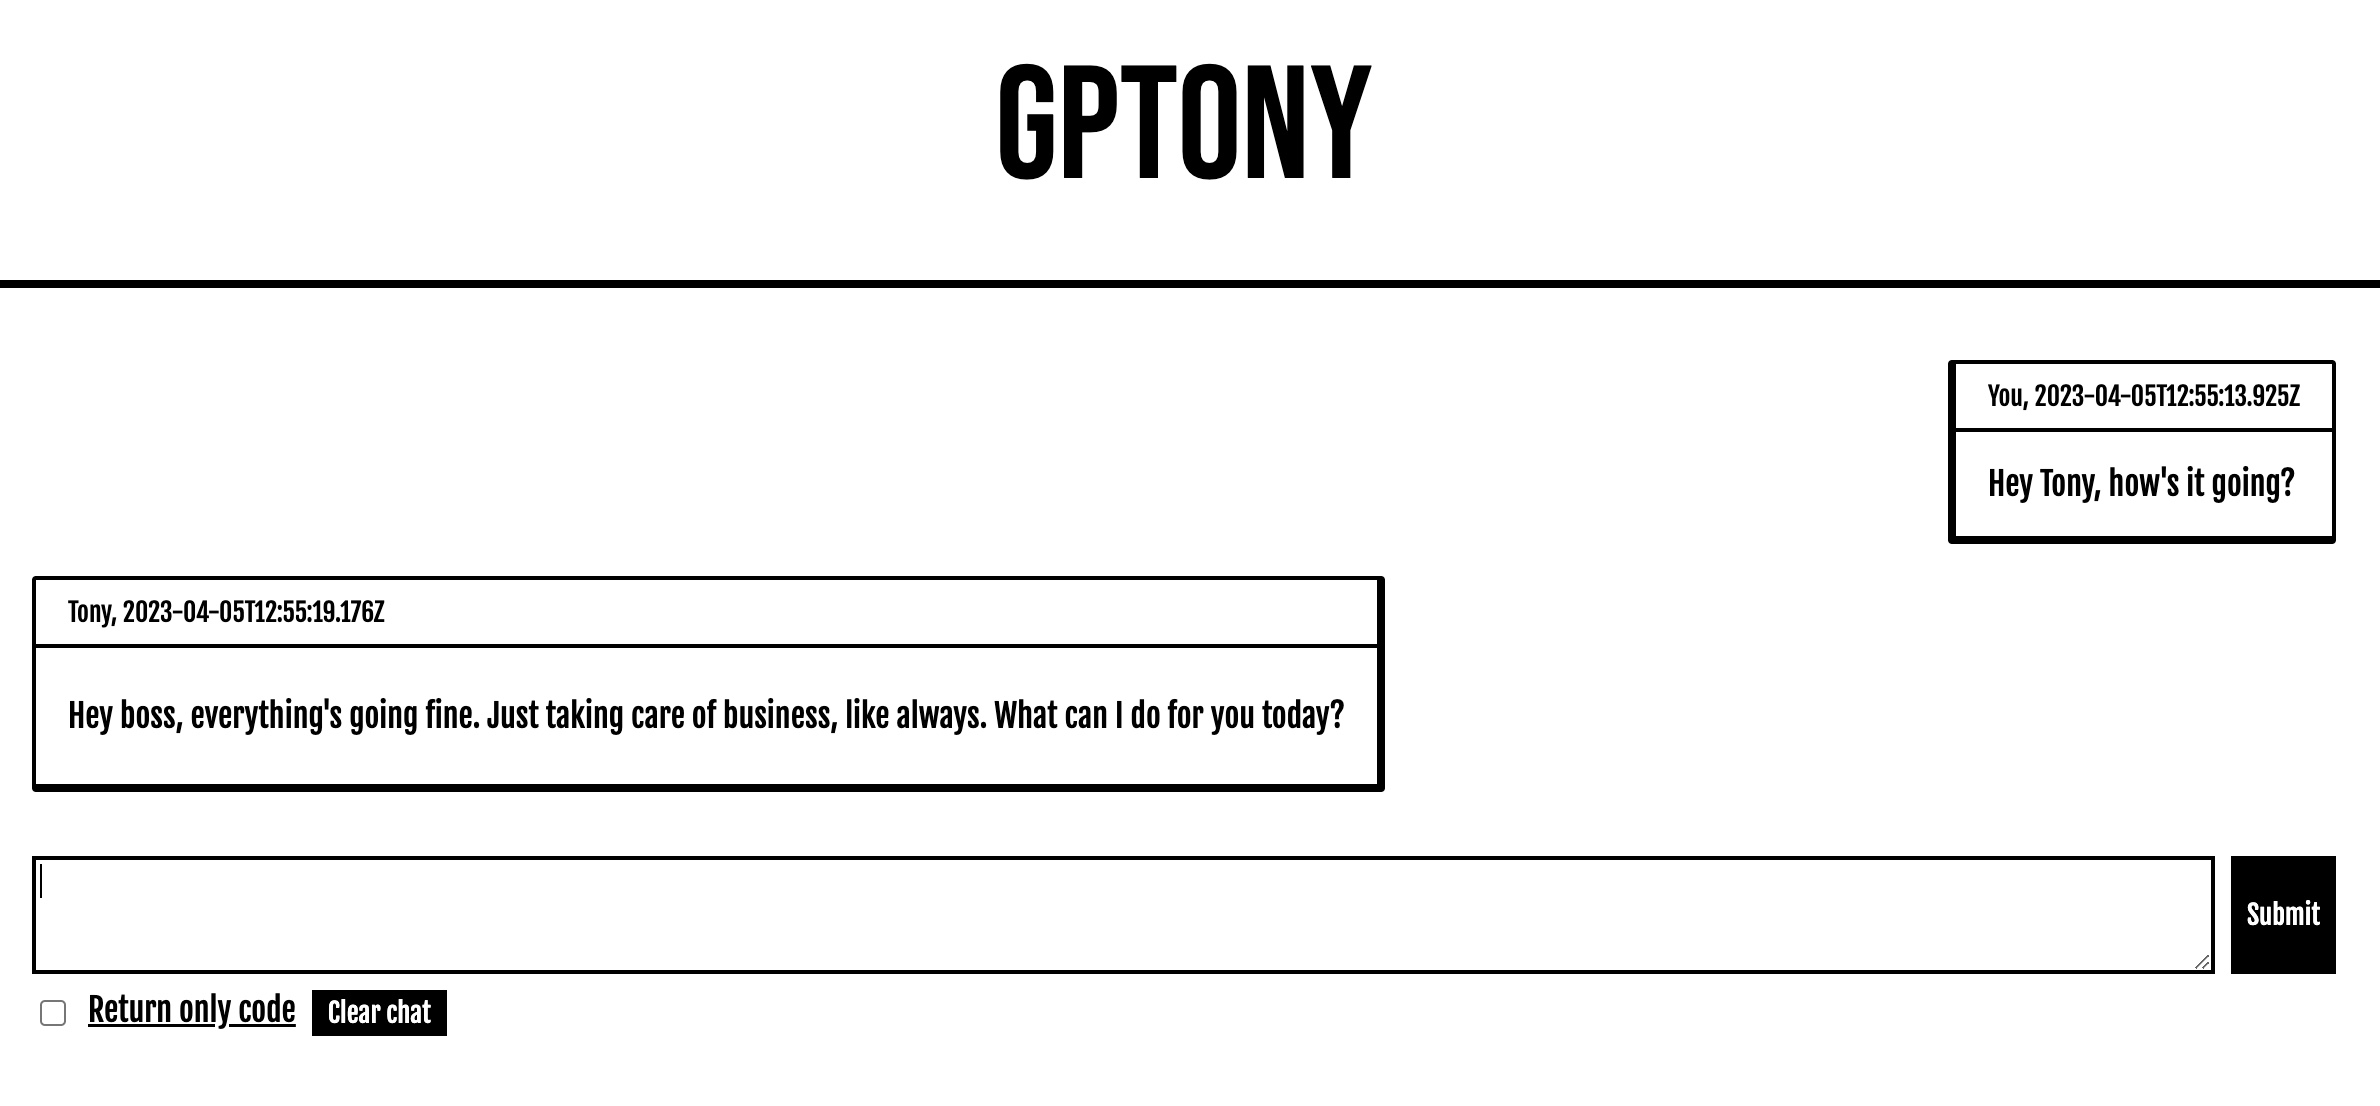 GPTONY
You, 2023-04-05T12:55:13.925Z
Hey Tony, how's it going?
Tony, 2023-04-05T12:55:19.176Z
Hey boss, everything's going fine. Just taking care of business, like always. What can I do for you today?
Submit
Return only code
Clear chat